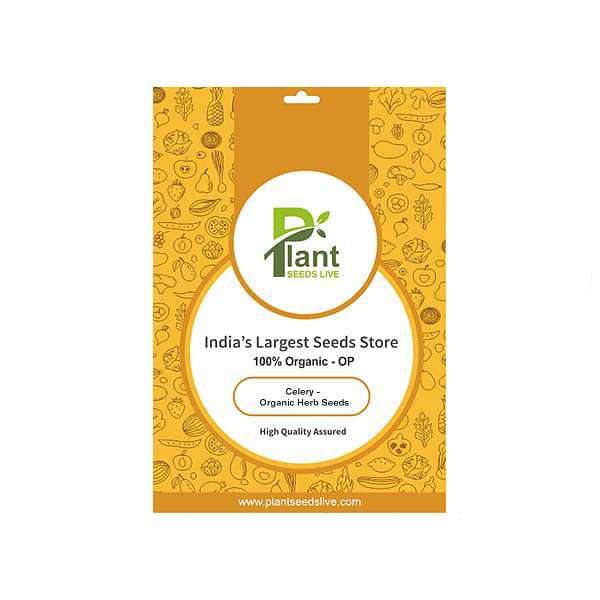 Plant
SEEDS LIVE
India's Largest Seeds Store
100% Organic - OP
Celery -
Organic Herb Seeds
High Quality Assured
www.plantseedslive.com